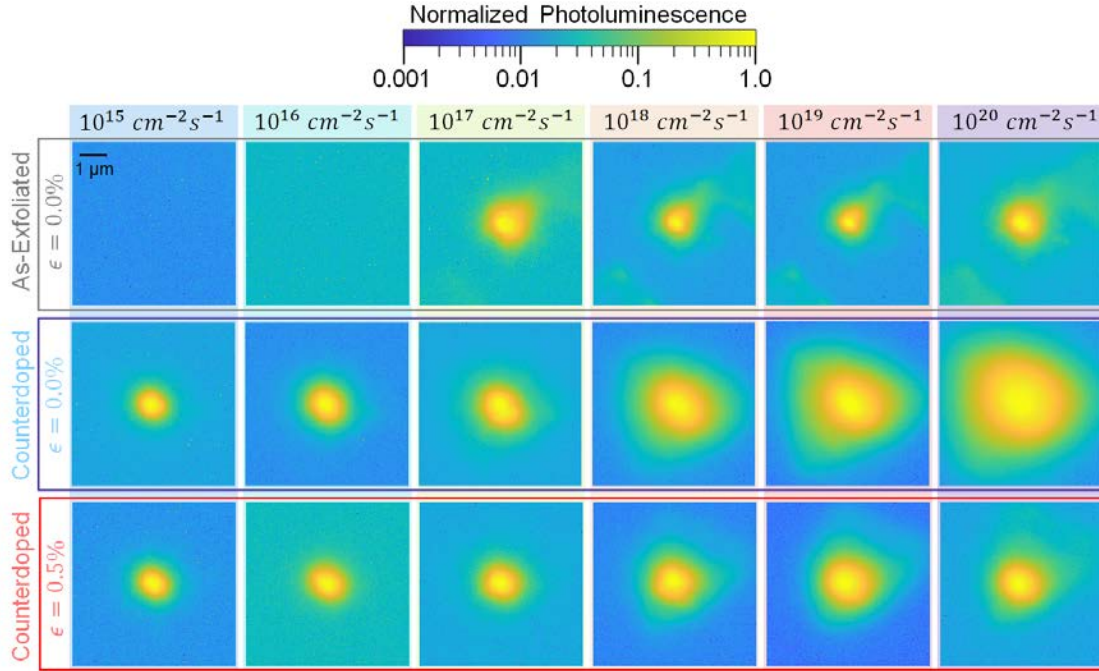 Normalized Photoluminescence
0.001 0.01 0.1 1.0
10¹⁵ cm⁻²s⁻¹ 10¹⁶ cm⁻²s⁻¹ 10¹⁷ cm⁻²s⁻¹ 10¹⁸ cm⁻²s⁻¹ 10¹⁹ cm⁻²s⁻¹ 10²⁰ cm⁻²s⁻¹
1 μm
As-Exfoliated
ϵ = 0.0%
Counterdoped
ϵ = 0.0%
Counterdoped
ϵ = 0.5%